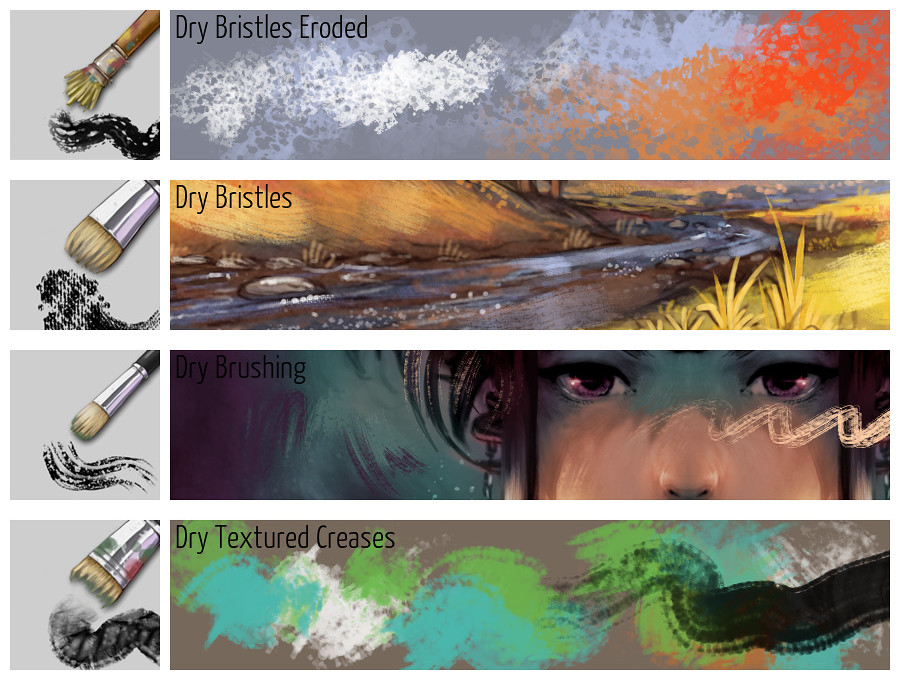 Dry Bristles Eroded
Dry Bristles
Dry Brushing
Dry Textured Creases